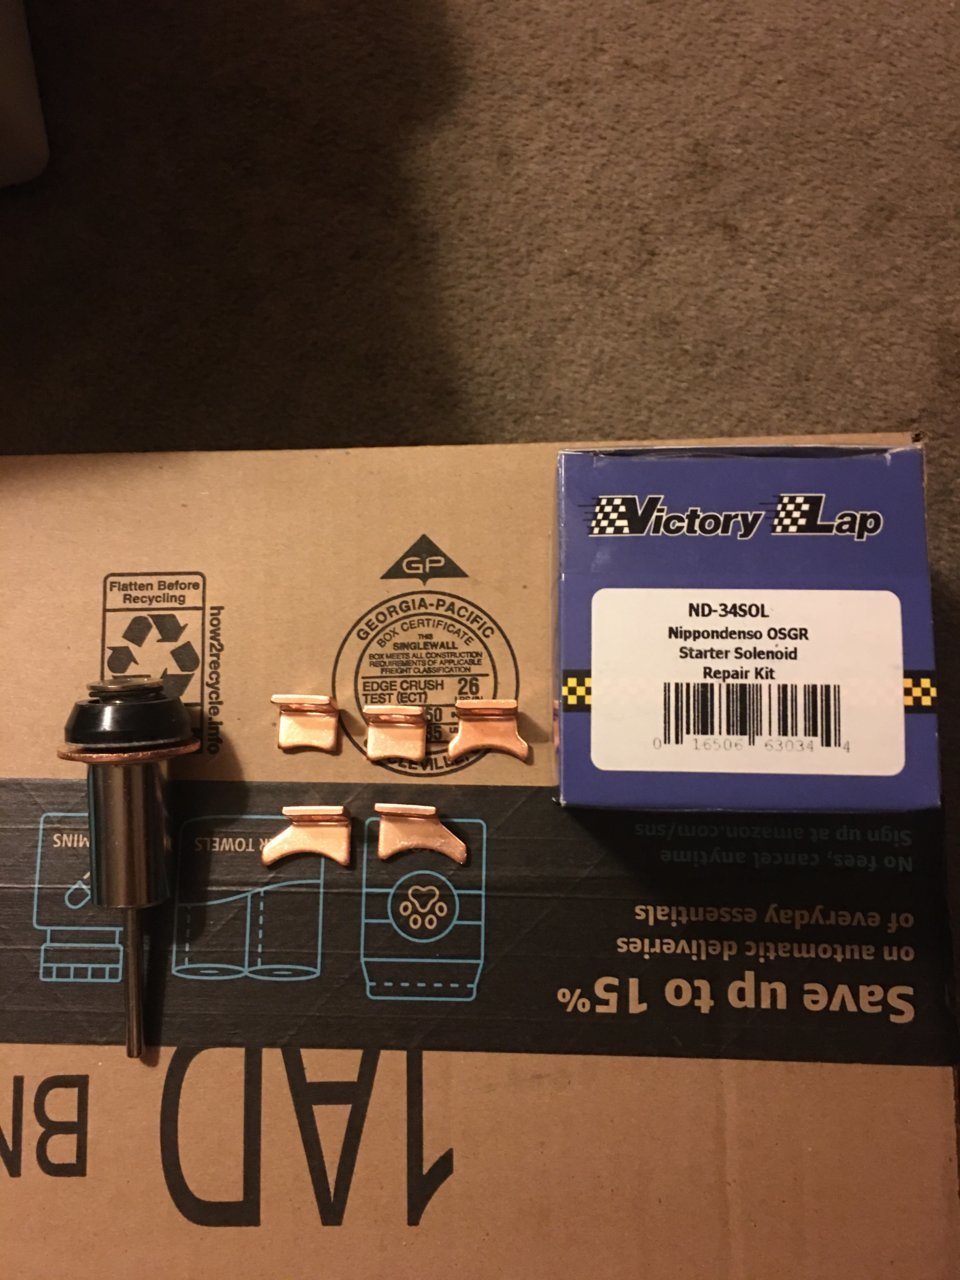 Victory Lap
ND-34SOL
Nippondenso OSGR
Starter Solenoid
Repair Kit
0 16506 63034 4
Flatten Before
Recycling
how2recycle.info
GP
GEORGIA-PACIFIC
BOX CERTIFICATE
THIS
SINGLEWALL
BOX MEETS ALL CONSTRUCTION
REQUIREMENTS OF APPLICABLE
FREIGHT CLASSIFICATION
EDGE CRUSH
TEST (ECT)
26
Save up to 15%
on automatic deliveries
of everyday essentials
No fees, cancel anytime
Sign up at amazon.com/sns
TOWELS
1AD